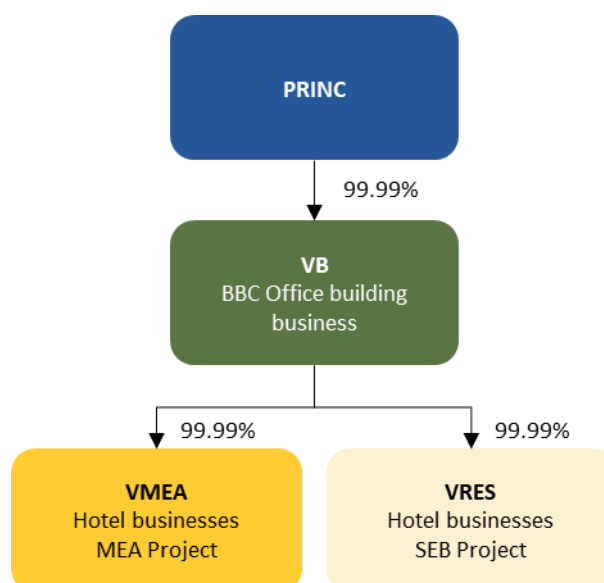 PRINC
99.99%
VB
BBC Office building
business
99.99%
99.99%
VMEA
Hotel businesses
MEA Project
VRES
Hotel businesses
SEB Project